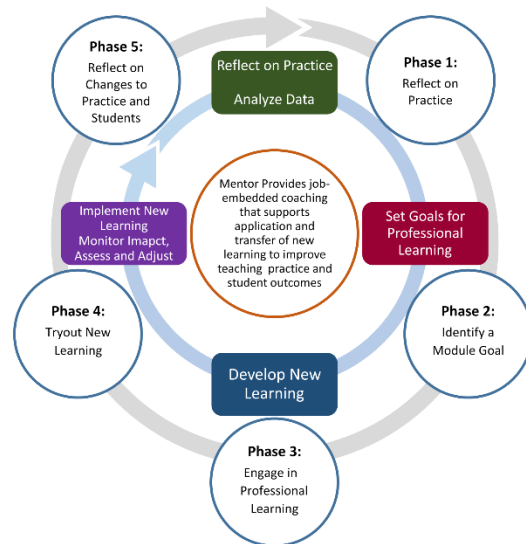 Phase 5:
Reflect on
Changes to
Practice and
Students
Reflect on Practice
Analyze Data
Phase 1:
Reflect on
Practice
Mentor Provides job-
embedded coaching
that supports
application and
transfer of new
learning to improve
teaching practice and
student outcomes
Implement New
Learning
Monitor Imapct,
Assess and Adjust
Set Goals for
Professional
Learning
Phase 4:
Tryout New
Learning
Phase 2:
Identify a
Module Goal
Develop New
Learning
Phase 3:
Engage in
Professional
Learning